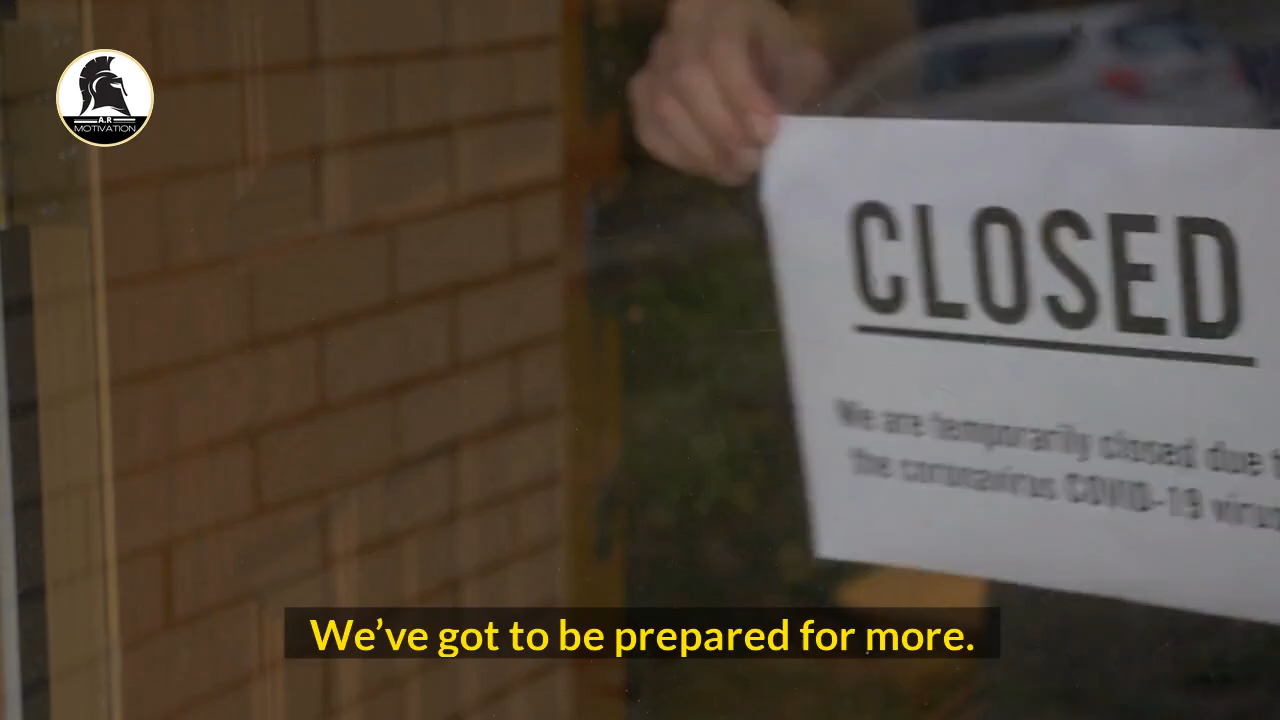 A.R
MOTIVATION
CLOSED
We are temporarily closed due
the coronavirus COVID-19 virus
We’ve got to be prepared for more.